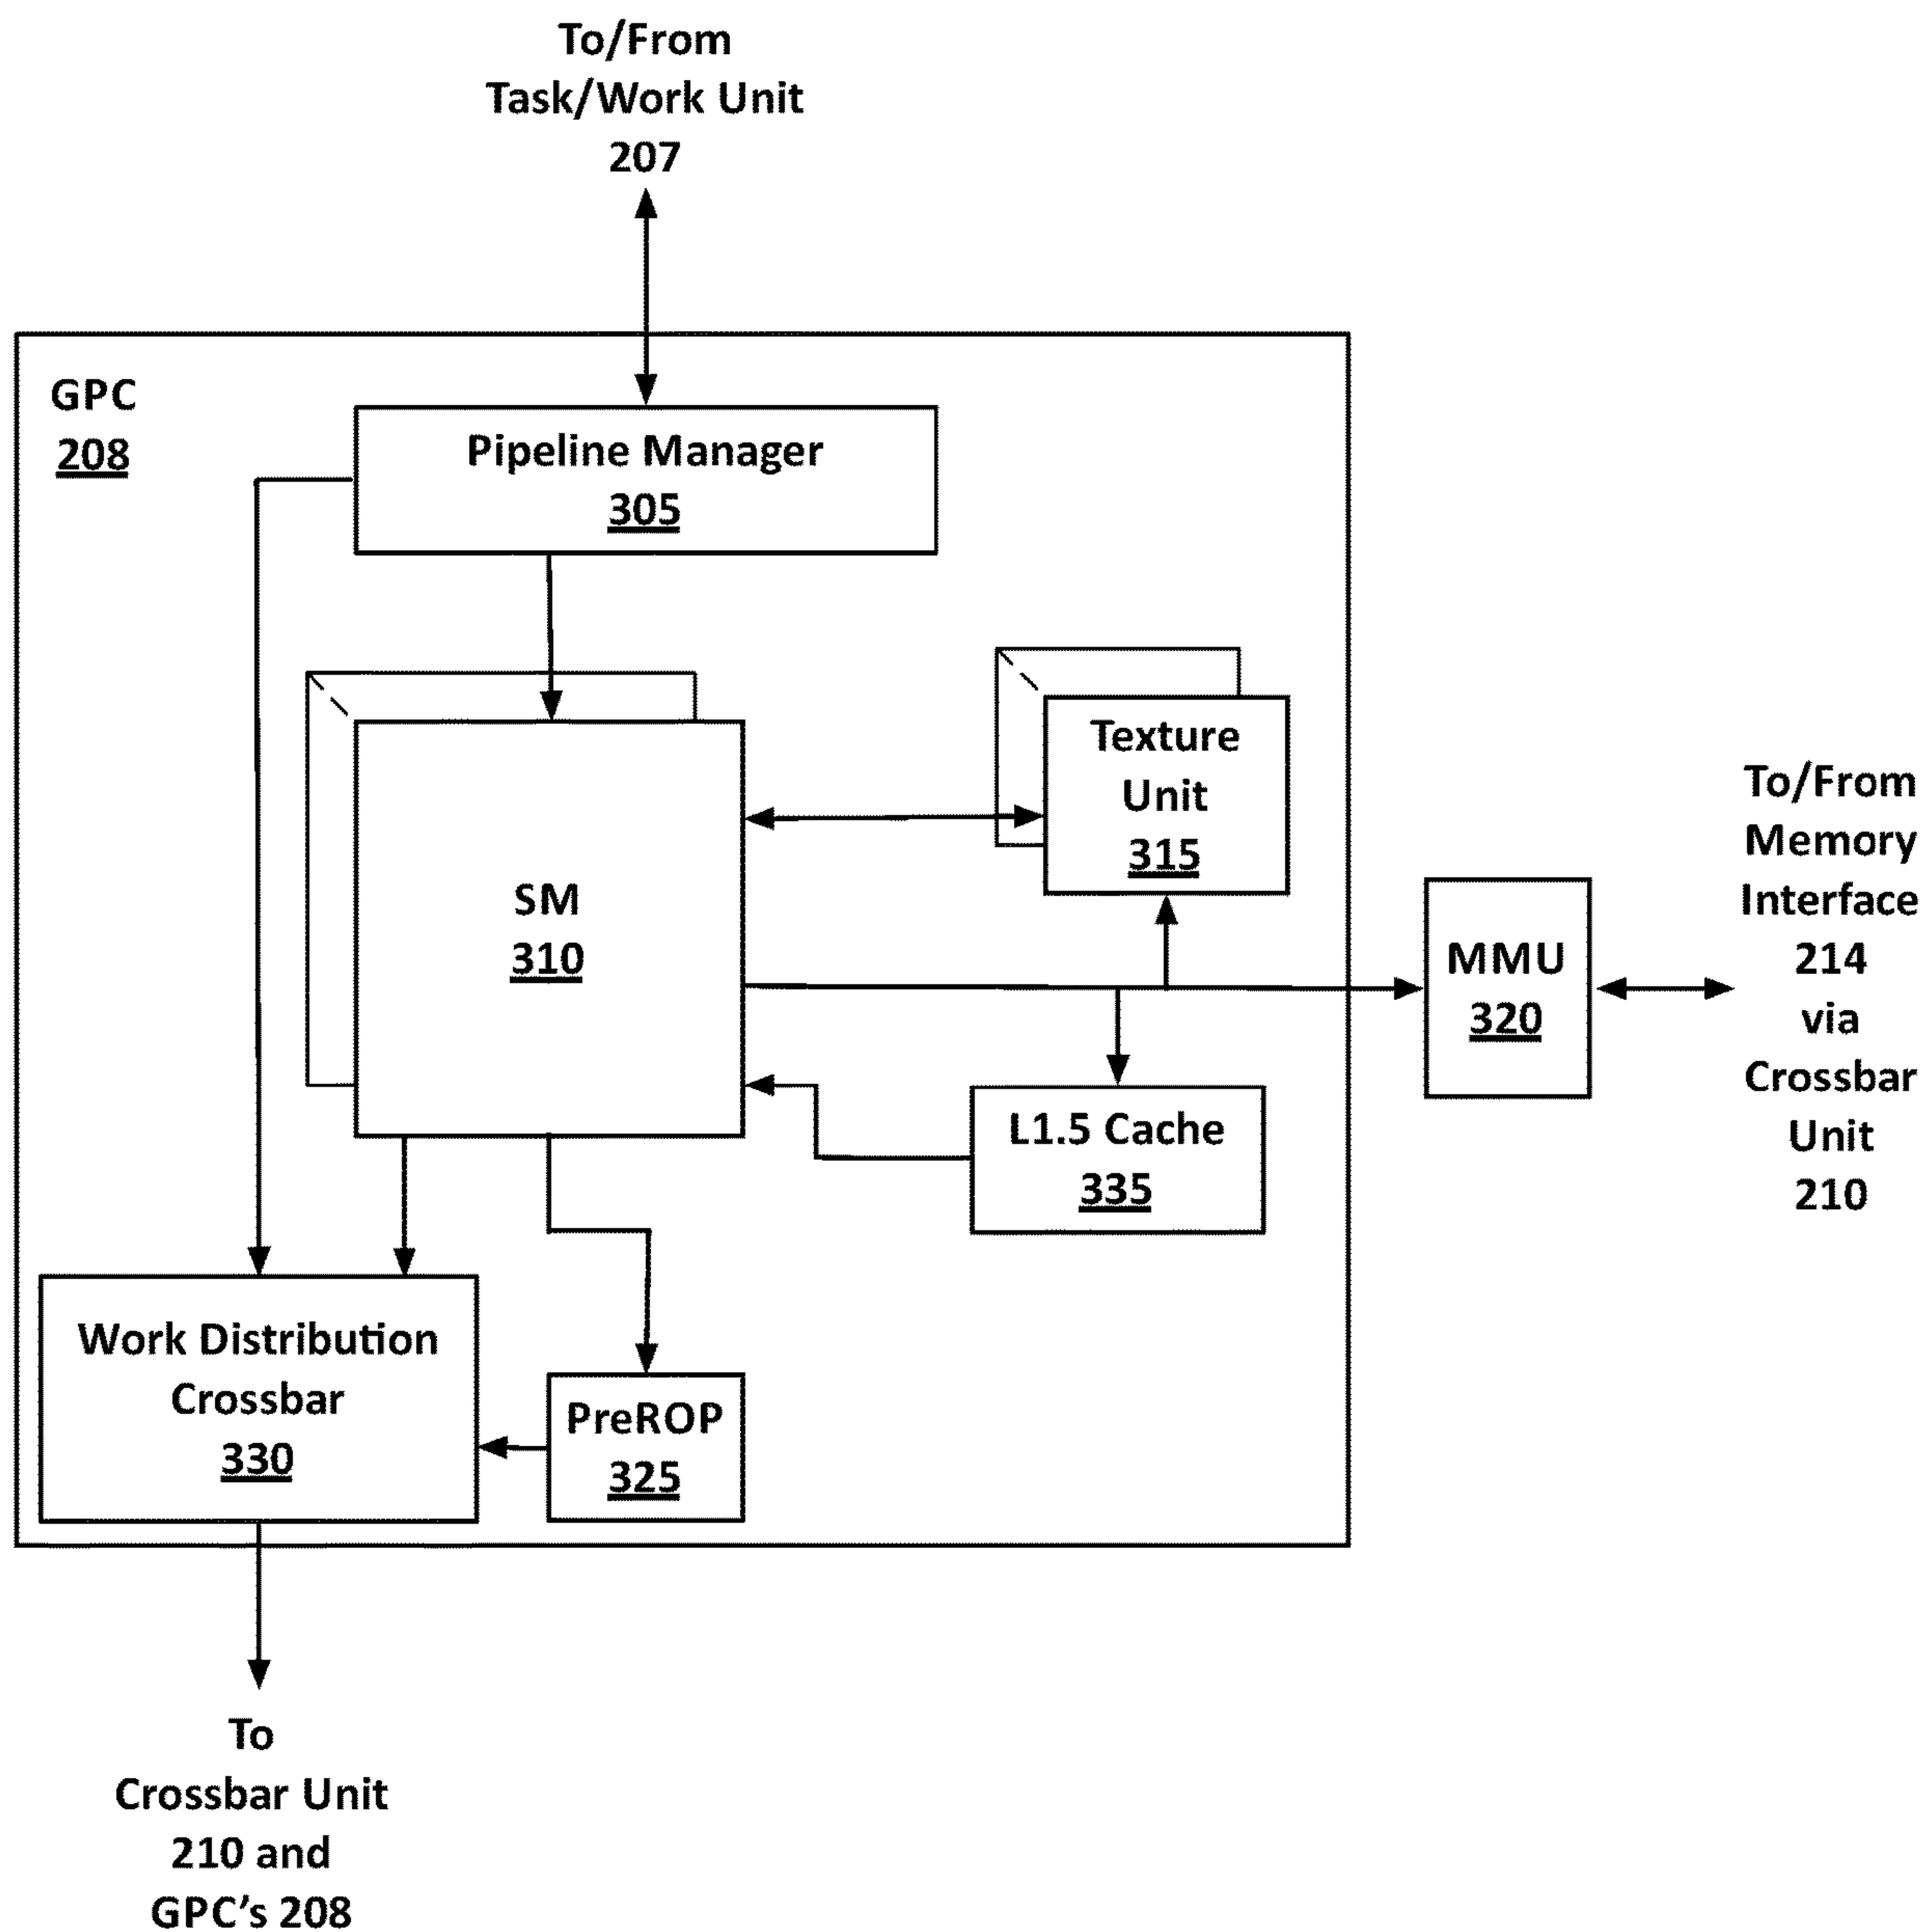 To/From
Task/Work Unit
207
GPC
208
Pipeline Manager
305
Texture
Unit
315
SM
310
To/From
Memory
Interface
214
via
Crossbar
Unit
210
MMU
320
L1.5 Cache
335
Work Distribution
Crossbar
330
PreROP
325
To
Crossbar Unit
210 and
GPC's 208